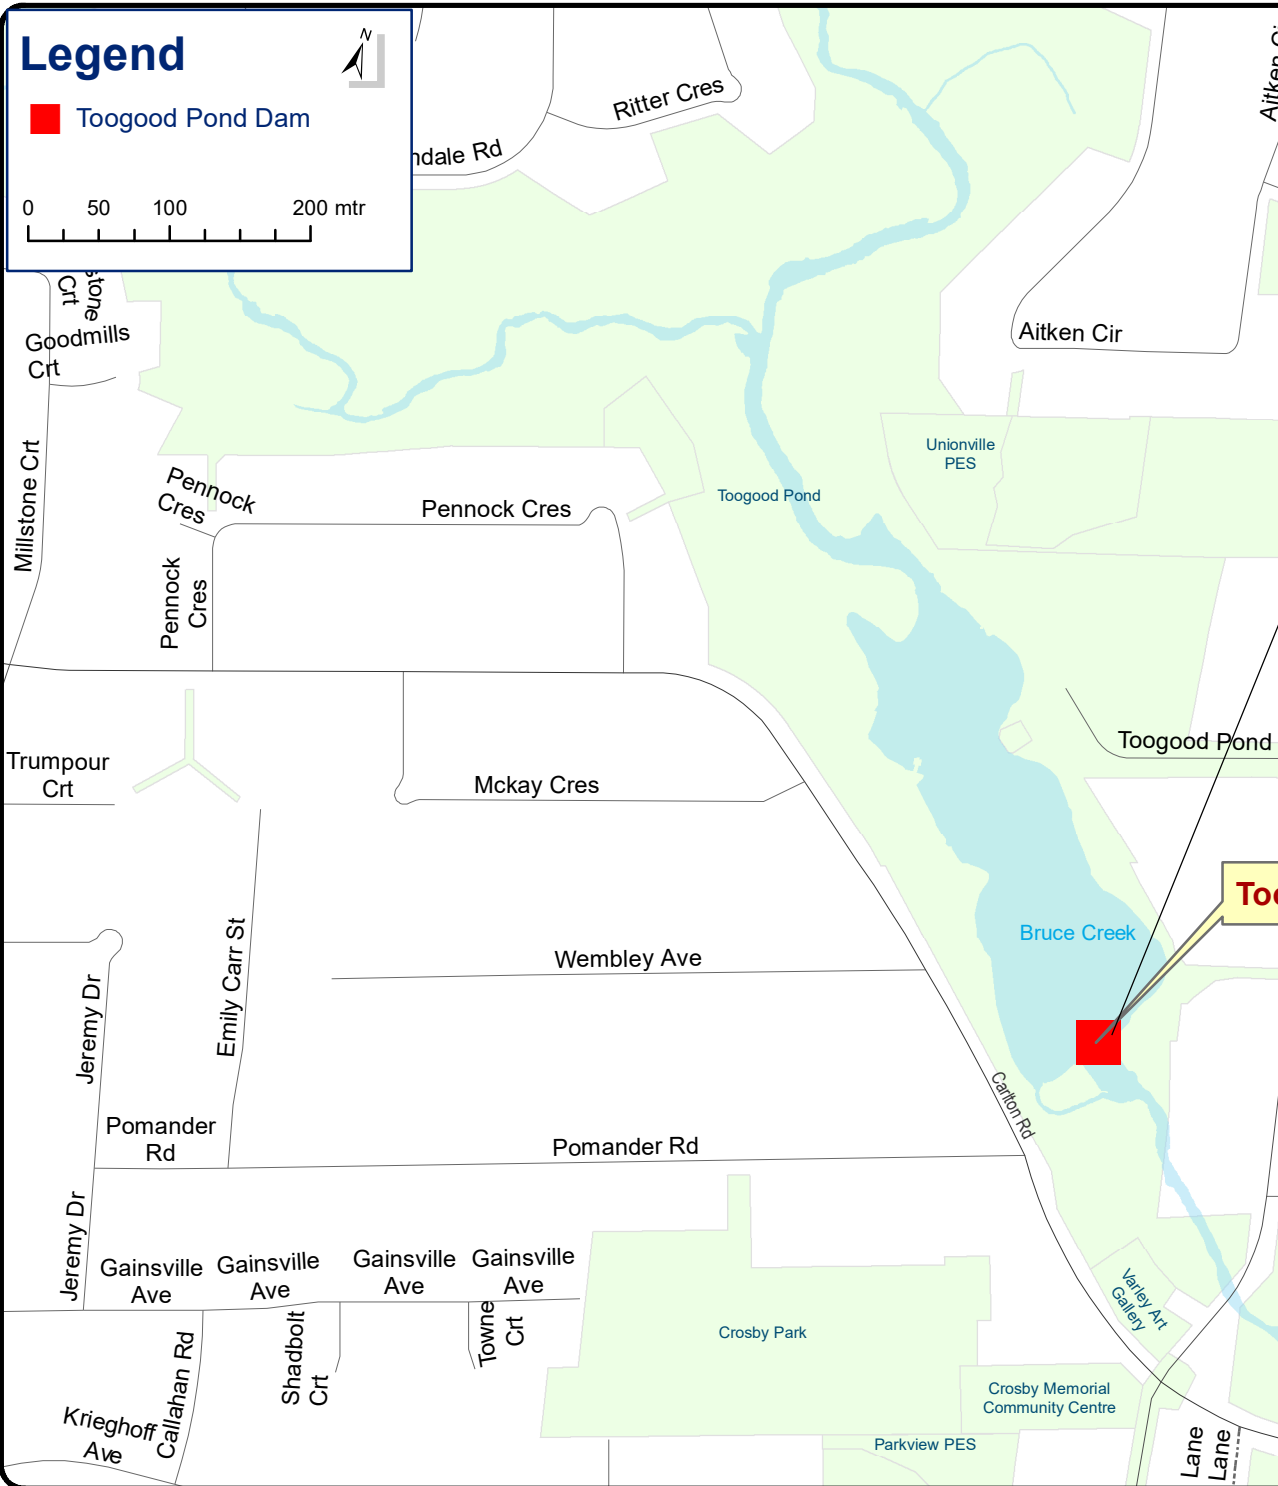 Legend
N
Toogood Pond Dam
0 50 100 200 mtr
Ritter Cres
ndale Rd
Aitken Ci
stone
Crt
Goodmills
Crt
Aitken Cir
Millstone Crt
Unionville
PES
Toogood Pond
Pennock
Cres
Pennock Cres
Pennock
Cres
Toogood Pond
Trumpour
Crt
Mckay Cres
Too
Bruce Creek
Emily Carr St
Wembley Ave
Jeremy Dr
Carlton Rd
Pomander
Rd
Pomander Rd
Jeremy Dr
Gainsville
Ave
Gainsville
Ave
Gainsville
Ave
Gainsville
Ave
Varley Art
Gallery
Shadbolt
Crt
Towne
Crt
Crosby Park
Callahan Rd
Krieghoff
Ave
Crosby Memorial
Community Centre
Parkview PES
Lane
Lane